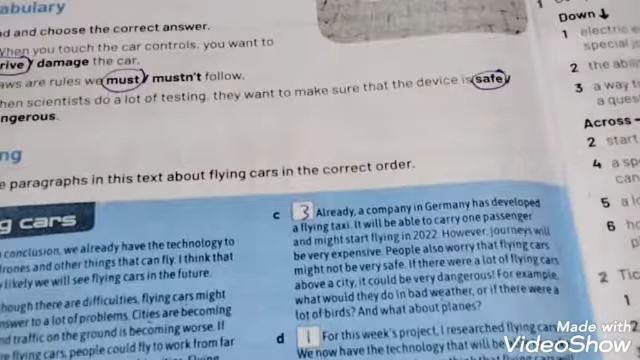 abulary
d and choose the correct answer.
When you touch the car controls, you want to
rive / damage the car.
aws are rules we must / mustn't follow.
hen scientists do a lot of testing, they want to make sure that the device is safe /
ngerous.
ng
e paragraphs in this text about flying cars in the correct order.
g cars
conclusion, we already have the technology to
rones and other things that can fly. I think that
likely we will see flying cars in the future.
hough there are difficulties, flying cars might
nswer to a lot of problems. Cities are becoming
nd traffic on the ground is becoming worse. If
e flying cars, people could fly to work from far
c 3 Already, a company in Germany has developed
a flying taxi. It will be able to carry one passenger
and might start flying in 2022. However, journeys will
be very expensive. People also worry that flying cars
might not be very safe. If there were a lot of flying cars
above a city, it could be very dangerous! For example,
what would they do in bad weather, or if there were a
lot of birds? And what about planes?
d 1 For this week's project, I researched flying cars
We now have the technology that will be
Down ↓
1 electric
special
2 the abili
3 a way t
a ques
Across
2 start
4 a sp
can
5 a lo
6 ho
p
2 Tic
1
2
Made with
VideoShow